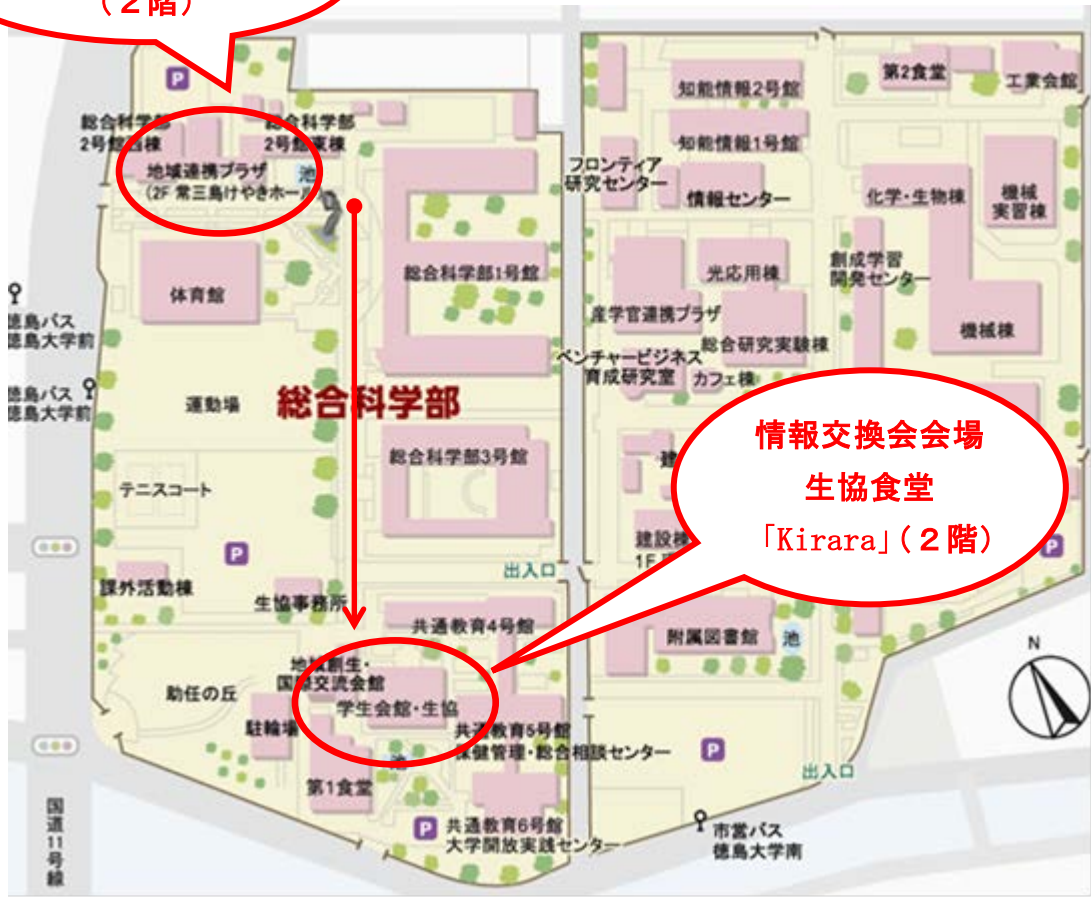 (2階)
総合科学部
2号館西棟
総合科学部
2号館東棟
地域連携プラザ
(2F 常三島けやきホール)
池
体育館
総合科学部1号館
徳島バス
徳島大学前
徳島バス
徳島大学前
運動場
総合科学部
総合科学部3号館
テニスコート
P
P
課外活動棟
生協事務所
出入口
共通教育4号館
地域創生・
国際交流会館
学生会館・生協
助任の丘
駐輪場
共通教育5号館
保健管理・総合相談センター
池
第1食堂
P
共通教育6号館
大学開放実践センター
国道11号線
知能情報2号館
第2食堂
工業会館
知能情報1号館
フロンティア
研究センター
情報センター
化学・生物棟
機械
実習棟
光応用棟
創成学習
開発センター
産学官連携プラザ
総合研究実験棟
機械棟
ベンチャービジネス
育成研究室
カフェ棟
情報交換会会場
生協食堂
「Kirara」(2階)
建
建設棟
1F
P
附属図書館
池
N
P
出入口
市営バス
徳島大学南